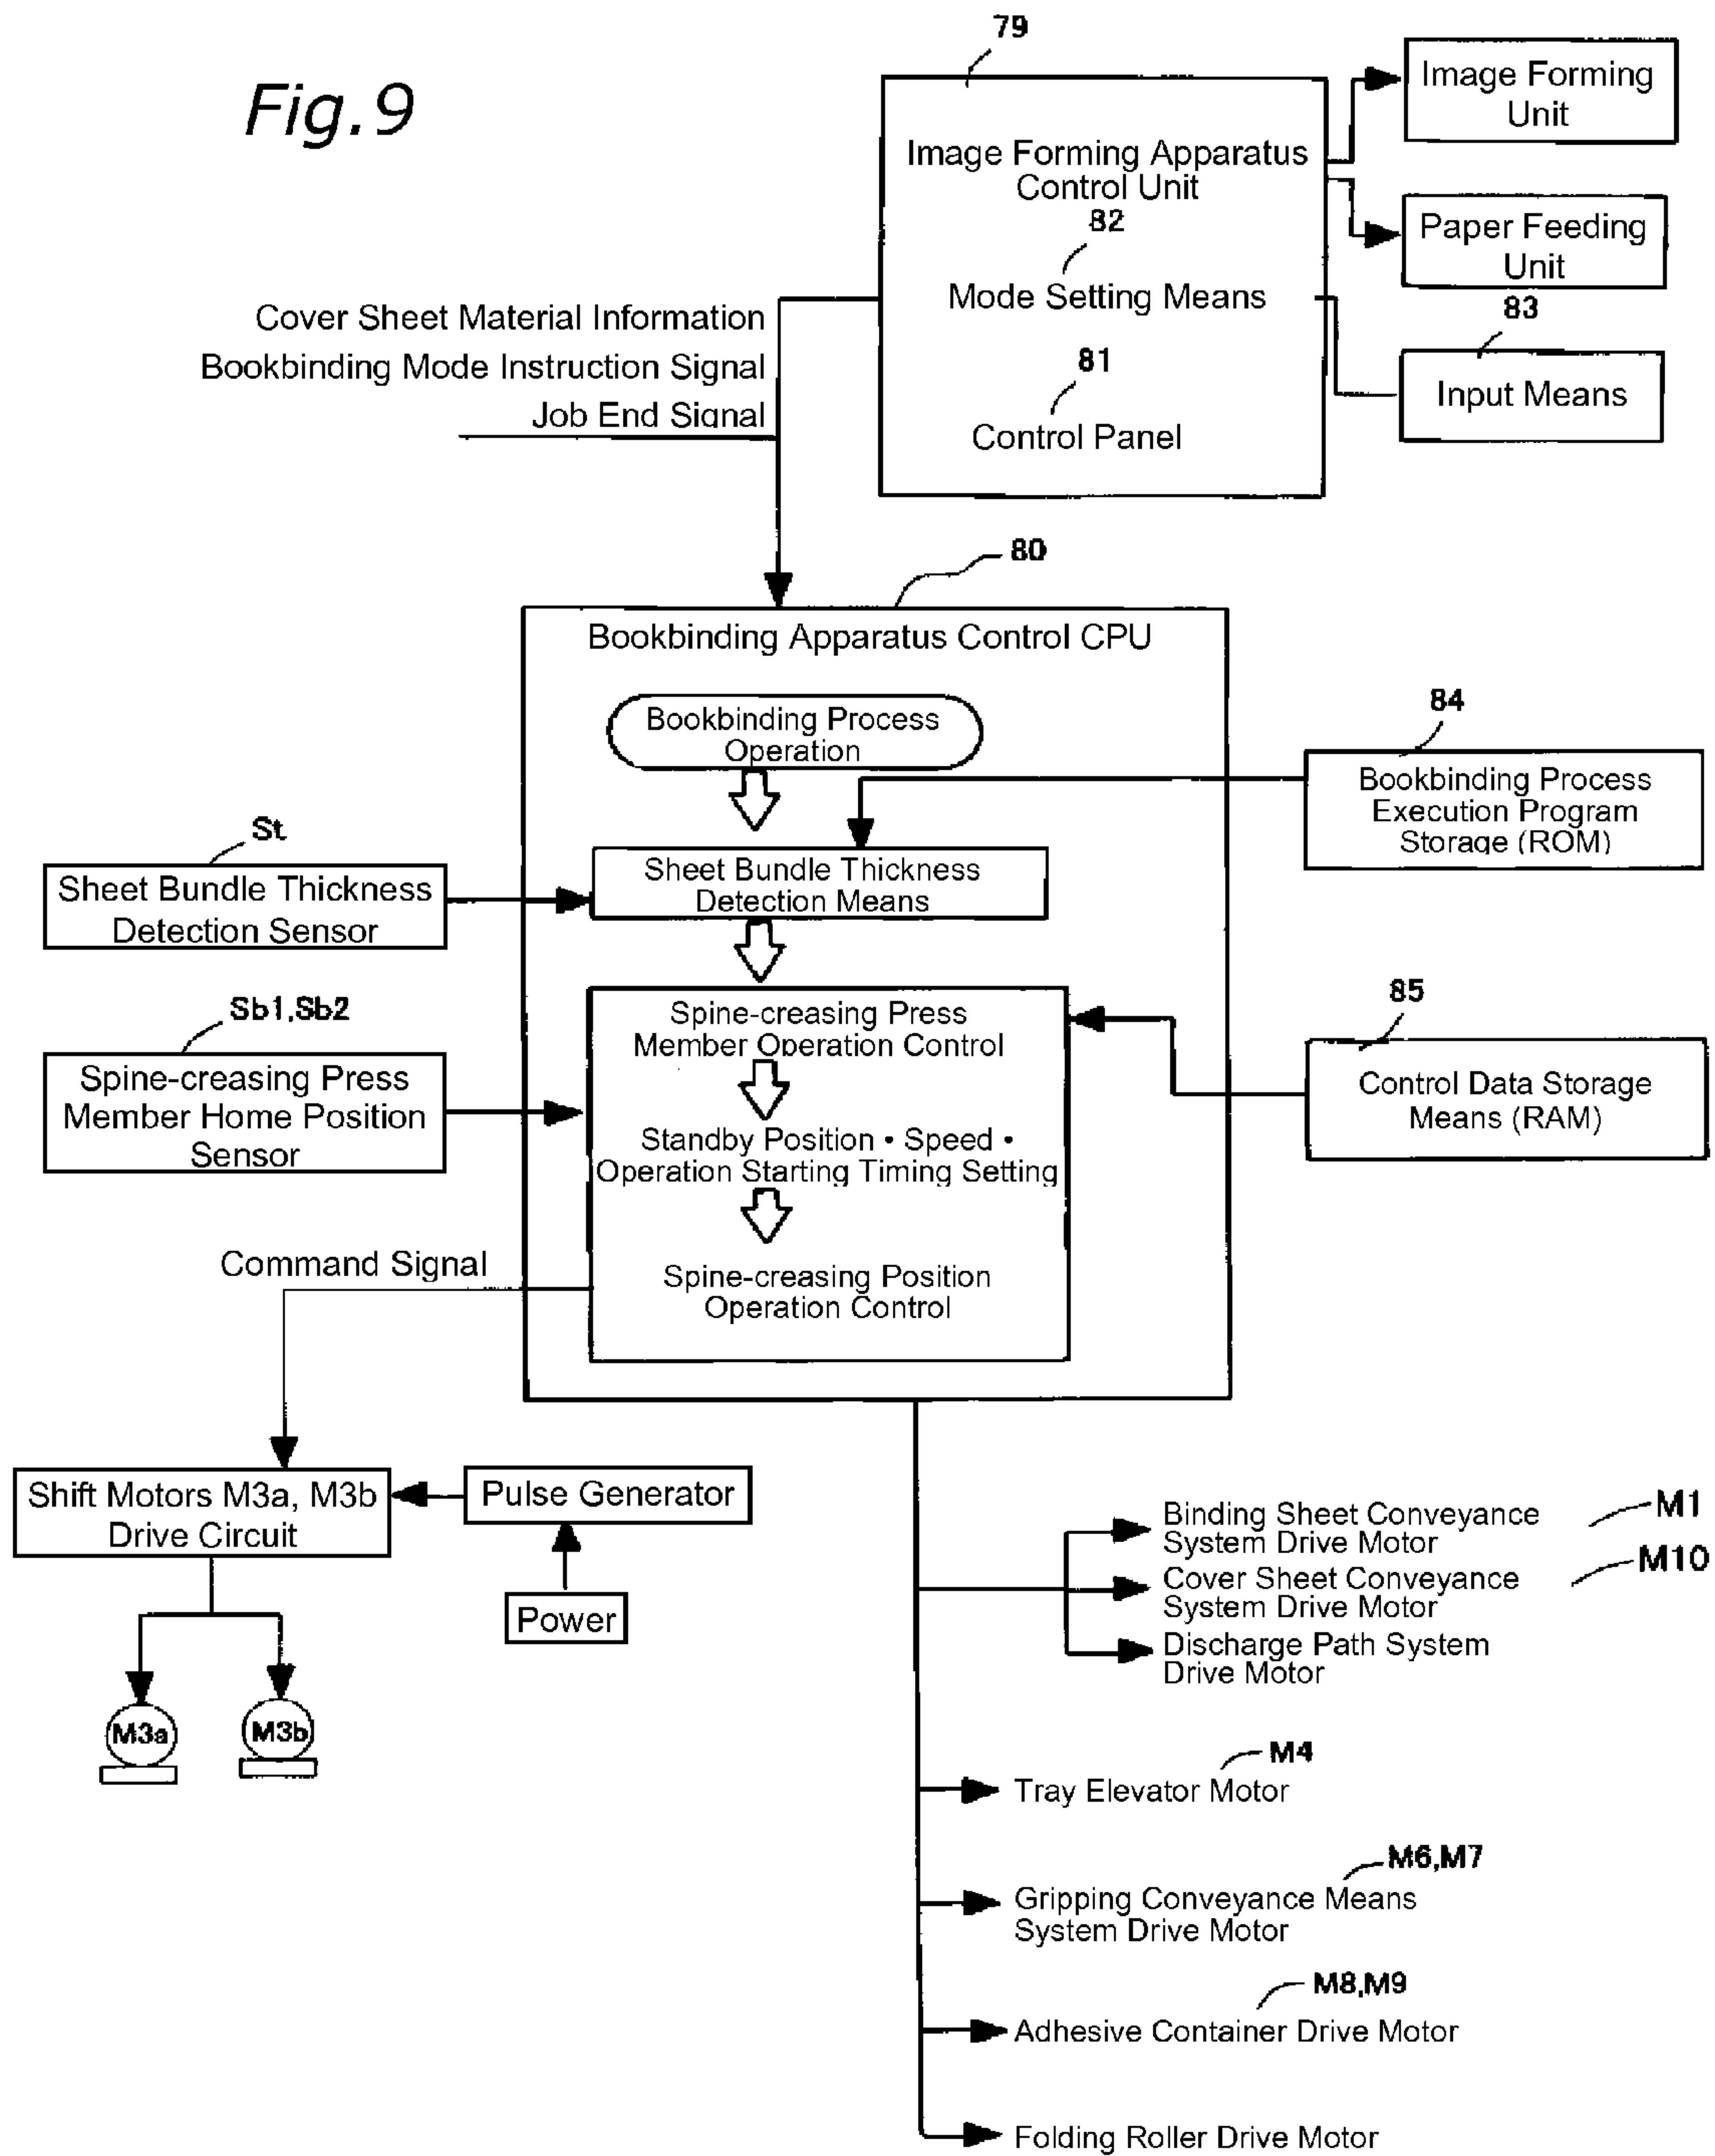 Fig.9
79
Image Forming Apparatus
Control Unit
82
Mode Setting Means
81
Control Panel
Image Forming
Unit
Paper Feeding
Unit
83
Input Means
Cover Sheet Material Information
Bookbinding Mode Instruction Signal
Job End Signal
80
Bookbinding Apparatus Control CPU
Bookbinding Process
Operation
84
Bookbinding Process
Execution Program
Storage (ROM)
St
Sheet Bundle Thickness
Detection Sensor
Sheet Bundle Thickness
Detection Means
Sb1,Sb2
Spine-creasing Press
Member Home Position
Sensor
Spine-creasing Press
Member Operation Control
Standby Position • Speed •
Operation Starting Timing Setting
Spine-creasing Position
Operation Control
85
Control Data Storage
Means (RAM)
Command Signal
Shift Motors M3a, M3b
Drive Circuit
Pulse Generator
Power
M3a
M3b
Binding Sheet Conveyance
System Drive Motor
M1
Cover Sheet Conveyance
System Drive Motor
M10
Discharge Path System
Drive Motor
M4
Tray Elevator Motor
M6,M7
Gripping Conveyance Means
System Drive Motor
M8,M9
Adhesive Container Drive Motor
Folding Roller Drive Motor